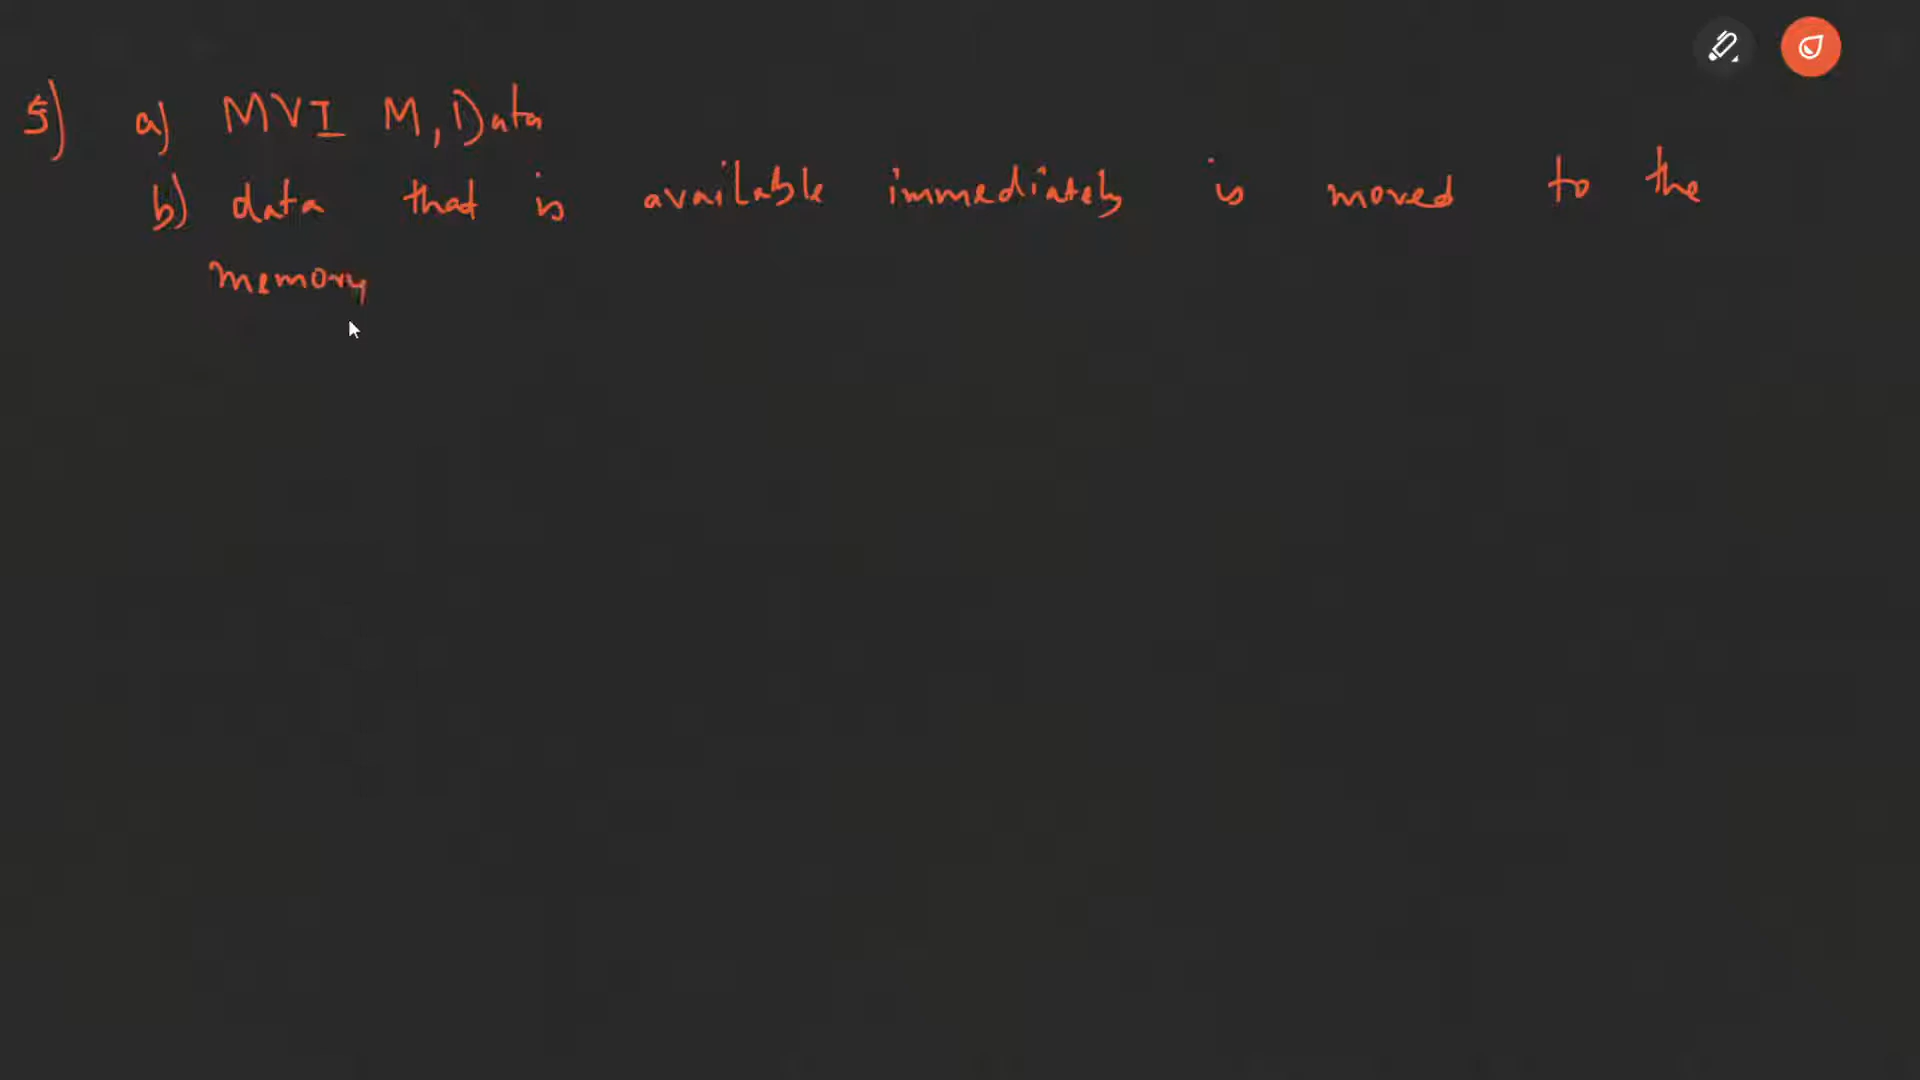 5) a) MVI M, Data
b) data that is available immediately is moved to the
memory